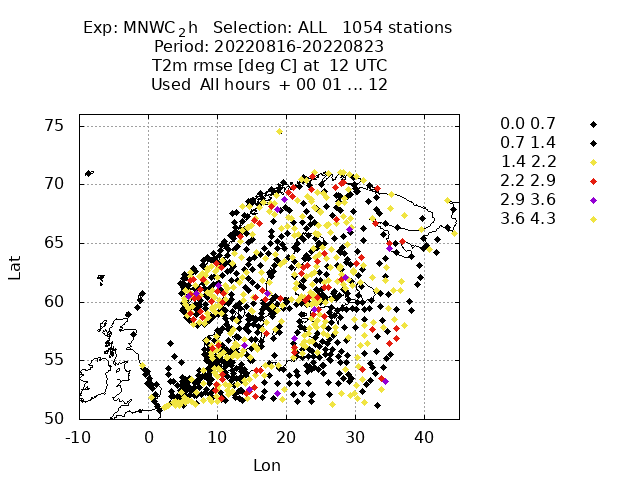 Exp: MNWC_2h   Selection: ALL   1054 stations
Period: 20220816-20220823
T2m rmse [deg C] at  12 UTC
Used  All hours  + 00 01 ... 12
75
70
65
60
55
50
Lat
-10 0 10 20 30 40
Lon
0.0 0.7
0.7 1.4
1.4 2.2
2.2 2.9
2.9 3.6
3.6 4.3